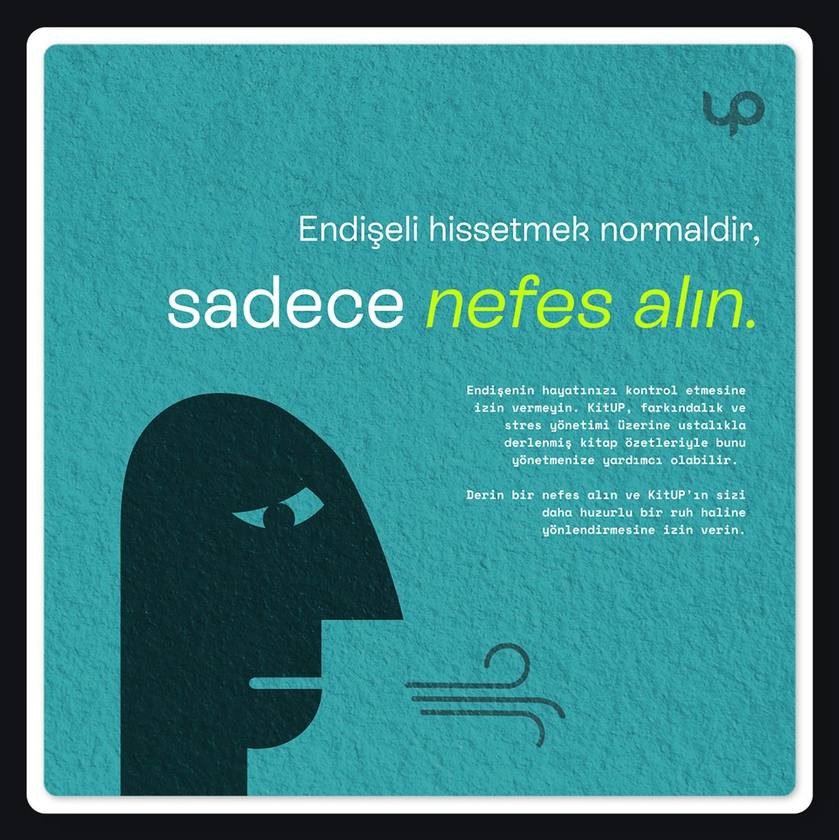 up
Endişeli hissetmek normaldir,
sadece nefes alın.
Endişenin hayatınızı kontrol etmesine
izin vermeyin. KitUP, farkındalık ve
stres yönetimi üzerine ustalıkla
derlenmiş kitap özetleriyle bunu
yönetmenize yardımcı olabilir.
Derin bir nefes alın ve KitUP'ın sizi
daha huzurlu bir ruh haline
yönlendirmesine izin verin.